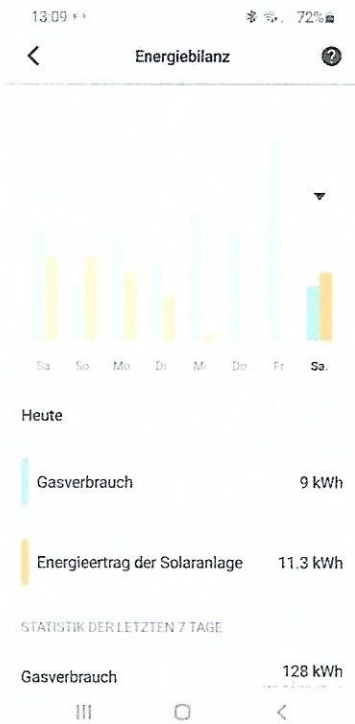 13:09
72%
Energiebilanz
Sa. So. Mo. Di. Mi. Do. Fr. Sa.
Heute
Gasverbrauch 9 kWh
Energieertrag der Solaranlage 11.3 kWh
STATISTIK DER LETZTEN 7 TAGE
Gasverbrauch 128 kWh